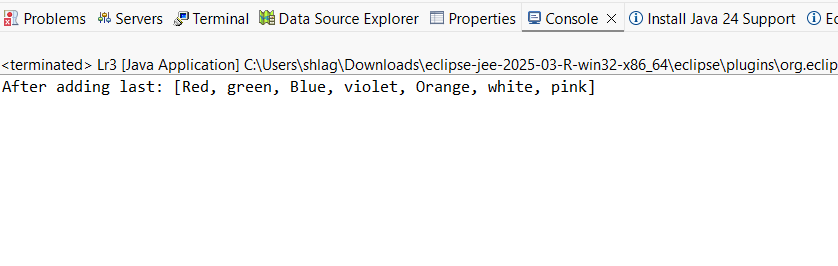 Problems Servers Terminal Data Source Explorer Properties Console Install Java 24 Support Ec
<terminated> Lr3 [Java Application] C:\Users\shlag\Downloads\eclipse-jee-2025-03-R-win32-x86_64\eclipse\plugins\org.eclip
After adding last: [Red, green, Blue, violet, Orange, white, pink]